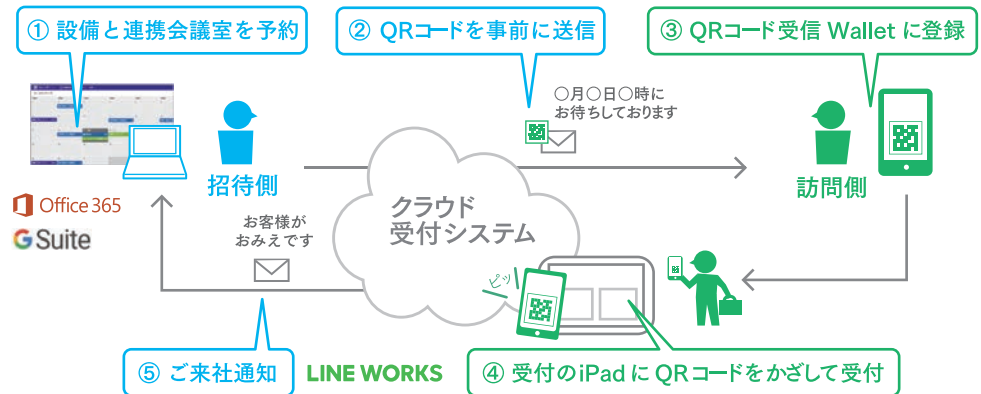 ① 設備と連携会議室を予約
② QRコードを事前に送信
③ QRコード受信 Wallet に登録
〇月〇日〇時に
お待ちしております
招待側
訪問側
Office 365
G Suite
クラウド
受付システム
お客様が
おみえです
ピッ
⑤ ご来社通知
LINE WORKS
④ 受付のiPadにQRコードをかざして受付